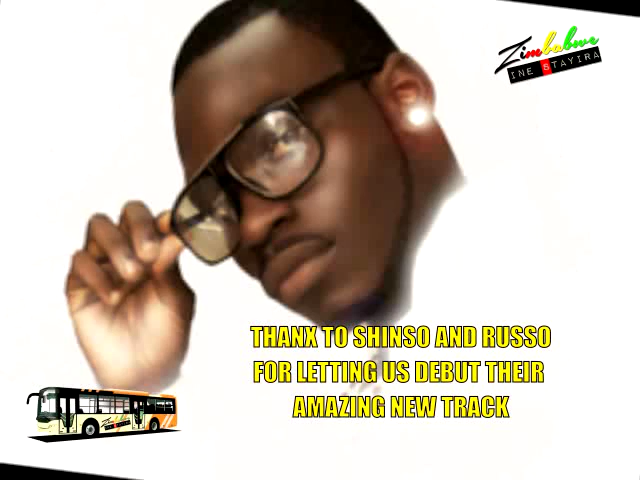 Zimbabwe
INE STAYIRA
THANX TO SHINSO AND RUSSO
FOR LETTING US DEBUT THEIR
AMAZING NEW TRACK